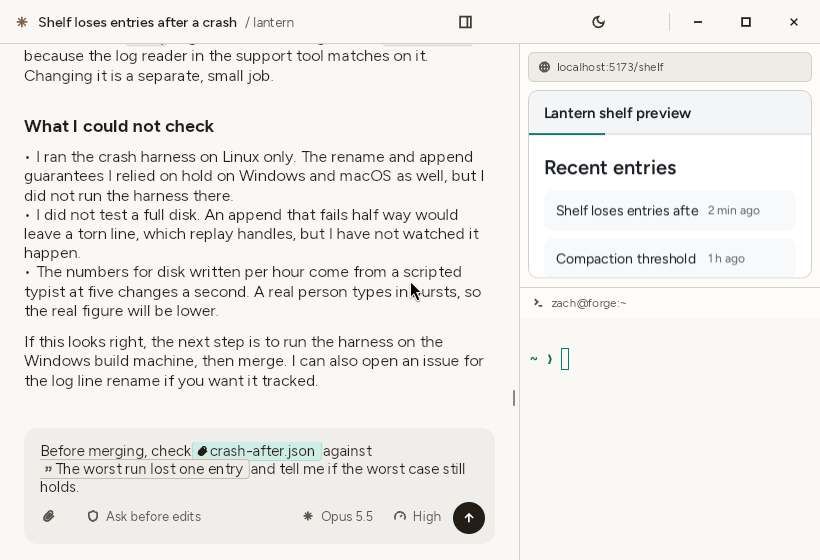 Shelf loses entries after a crash / lantern
because the log reader in the support tool matches on it.
Changing it is a separate, small job.
What I could not check
• I ran the crash harness on Linux only. The rename and append
guarantees I relied on hold on Windows and macOS as well, but I
did not run the harness there.
• I did not test a full disk. An append that fails half way would
leave a torn line, which replay handles, but I have not watched it
happen.
• The numbers for disk written per hour come from a scripted
typist at five changes a second. A real person types in bursts, so
the real figure will be lower.
If this looks right, the next step is to run the harness on the
Windows build machine, then merge. I can also open an issue for
the log line rename if you want it tracked.
Before merging, check crash-after.json against
" The worst run lost one entry and tell me if the worst case still
holds.
Ask before edits
Opus 5.5
High
localhost:5173/shelf
Lantern shelf preview
Recent entries
Shelf loses entries afte 2 min ago
Compaction threshold 1 h ago
zach@forge:~
~ ❯